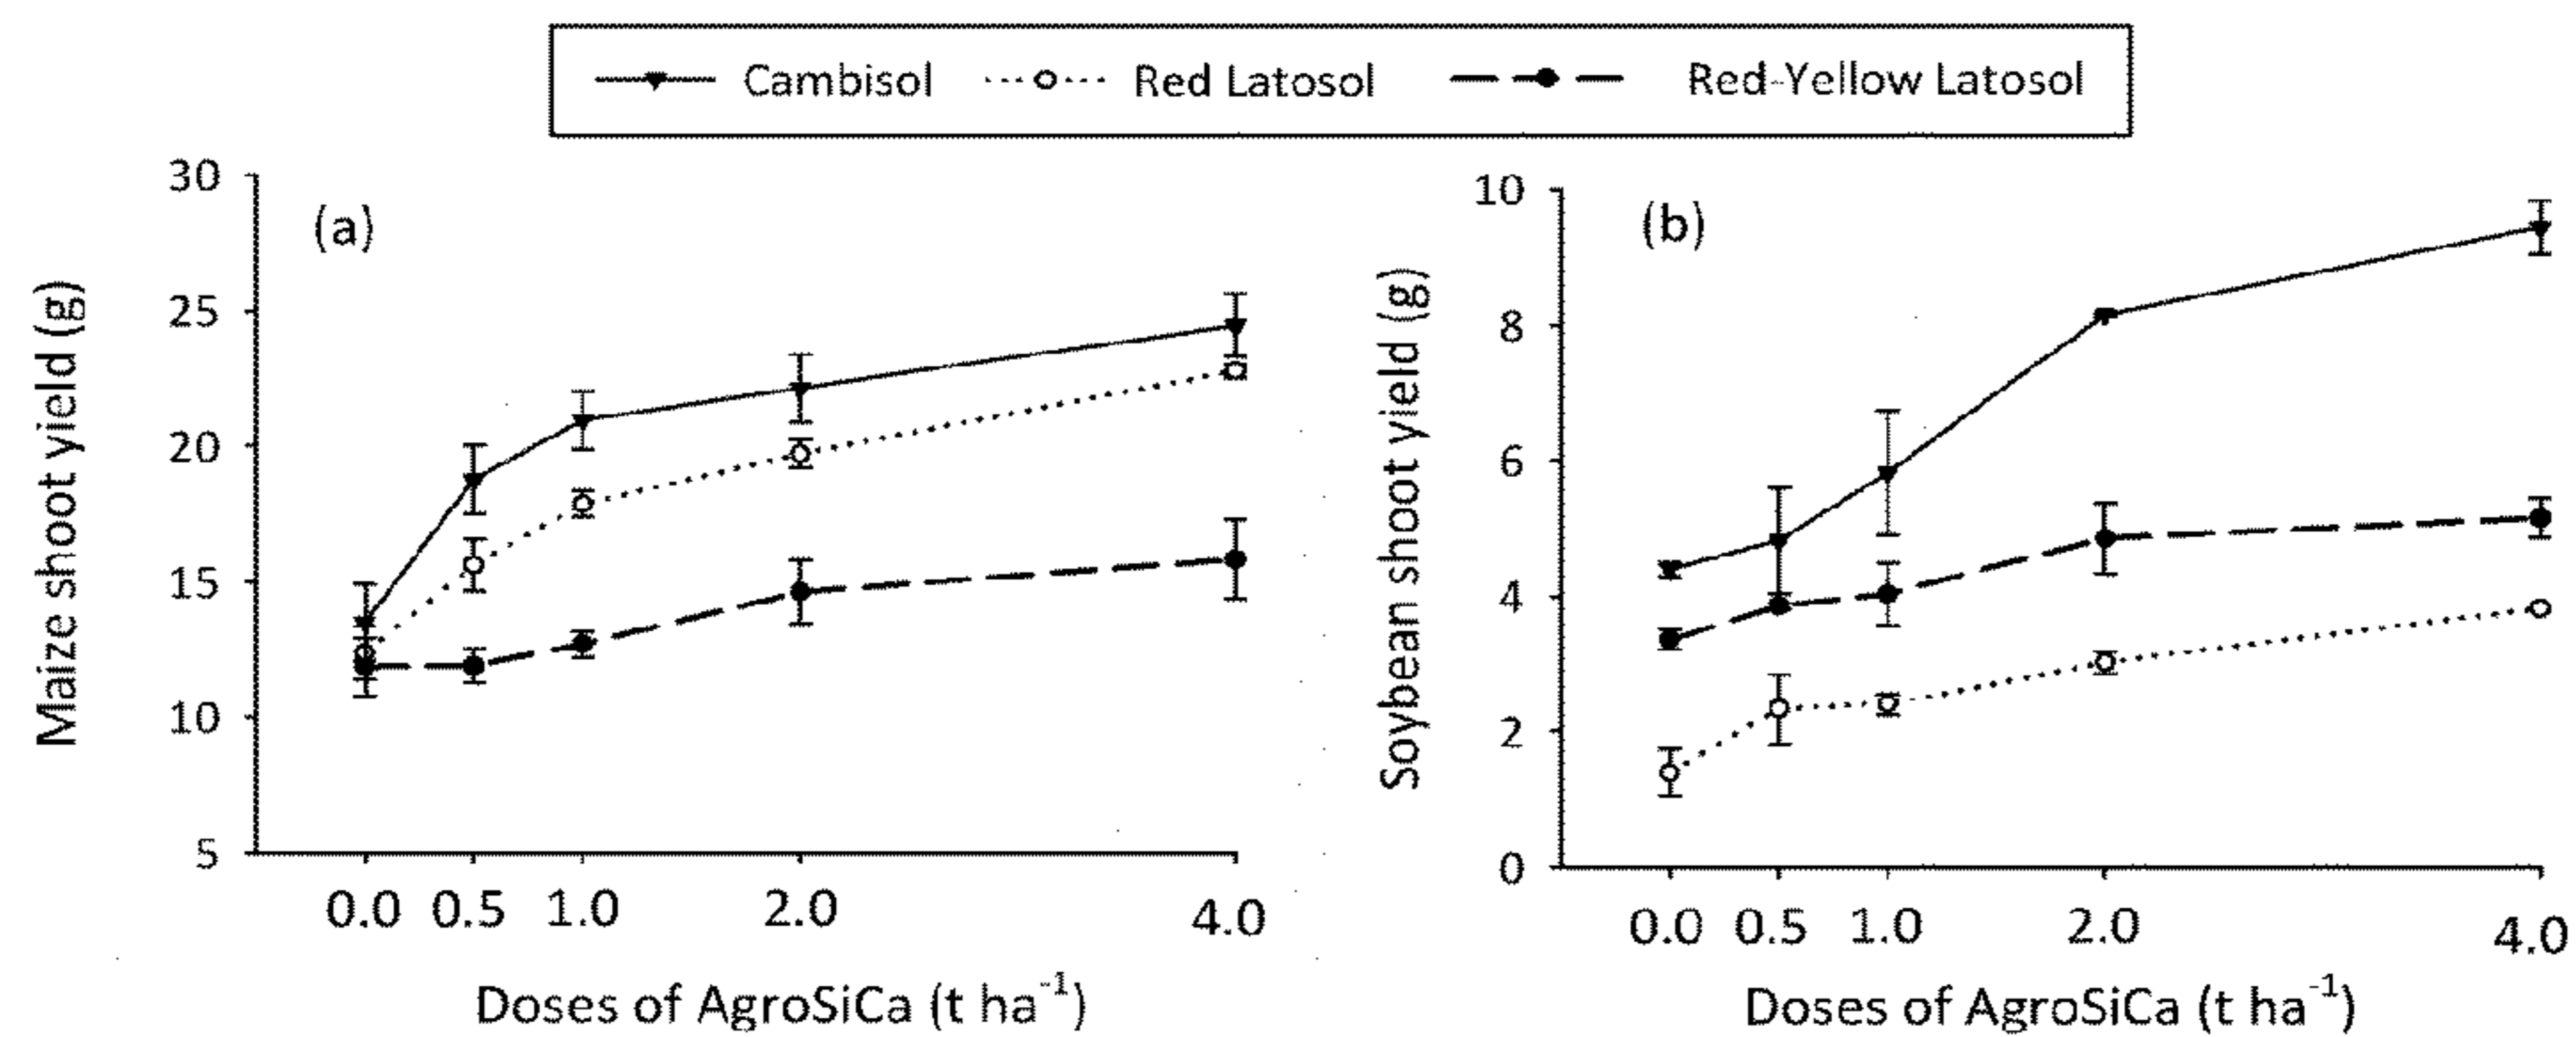 Cambisol Red Latosol Red-Yellow Latosol
(a)
Maize shoot yield (g)
30
25
20
15
10
5
0.0 0.5 1.0 2.0 4.0
Doses of AgroSiCa (t ha⁻¹)
(b)
Soybean shoot yield (g)
10
8
6
4
2
0
0.0 0.5 1.0 2.0 4.0
Doses of AgroSiCa (t ha⁻¹)